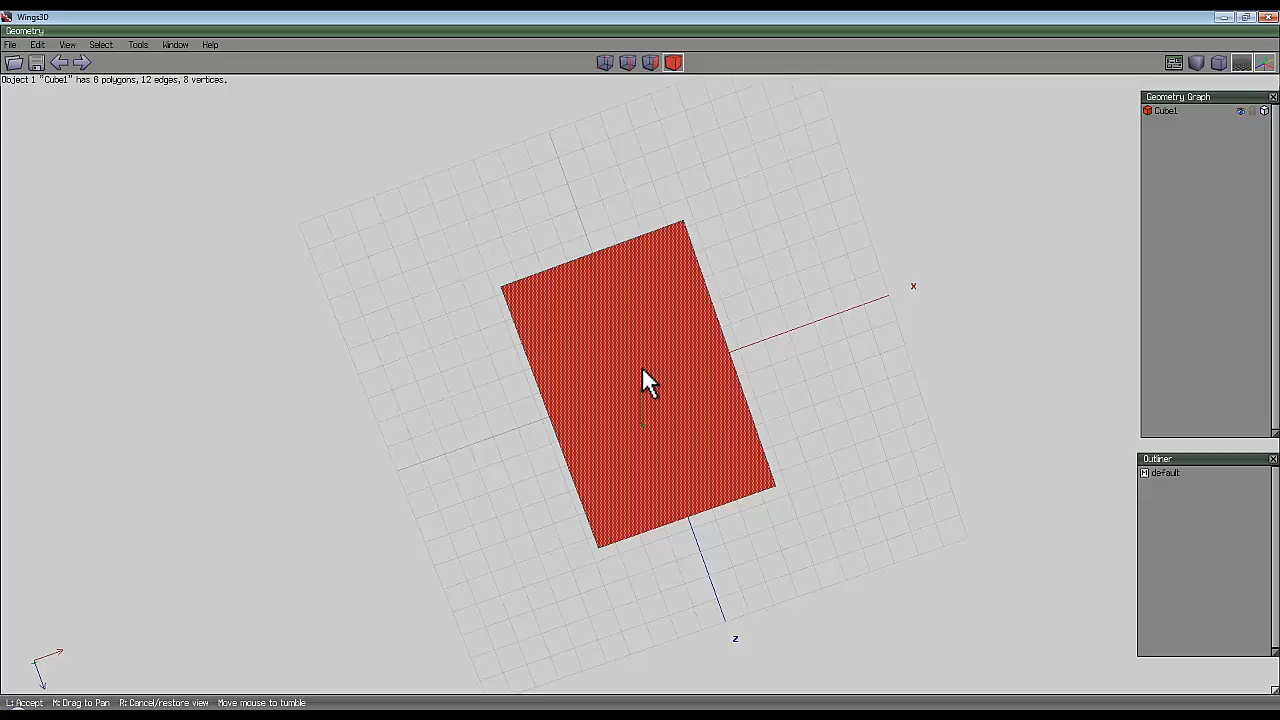 Wings3D
Geometry
File Edit View Select Tools Window Help
Object 1 "Cube1" has 6 polygons, 12 edges, 8 vertices.
Geometry Graph
Cube1
x
Outliner
M default
z
L: Accept M: Drag to Pan R: Cancel/restore view Move mouse to tumble